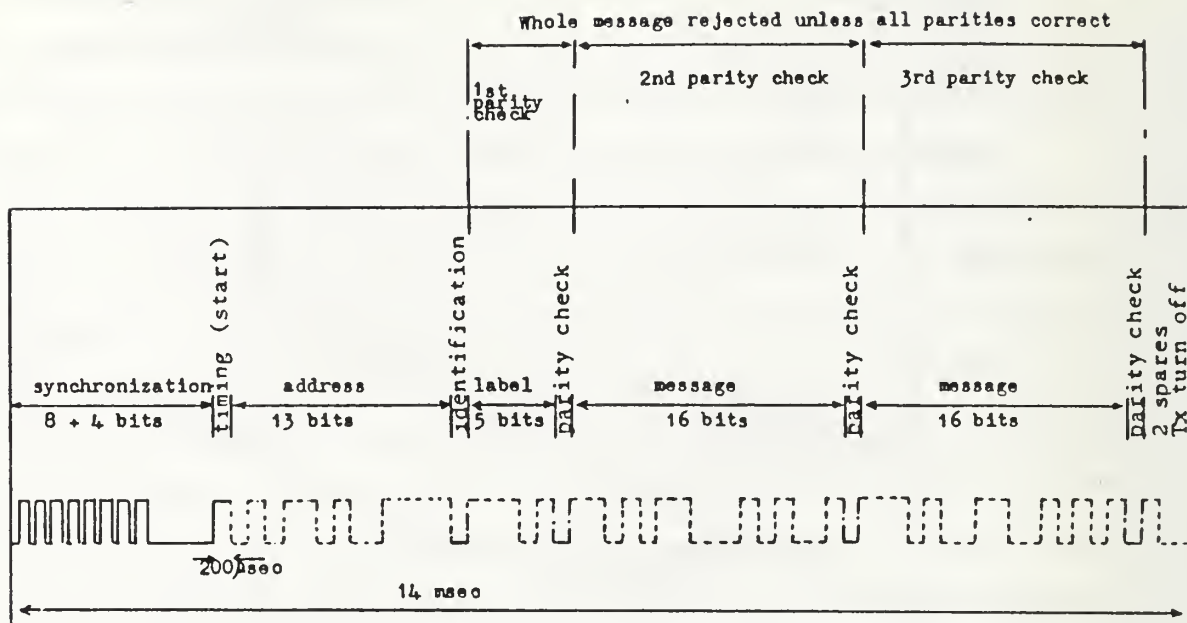 Whole message rejected unless all parities correct
1st
parity
check
2nd parity check
3rd parity check
synchronization
8 + 4 bits
timing (start)
address
13 bits
identification
label
5 bits
parity check
message
16 bits
parity check
message
16 bits
parity check
2 spares
Tx turn off
200μsec
14 msec